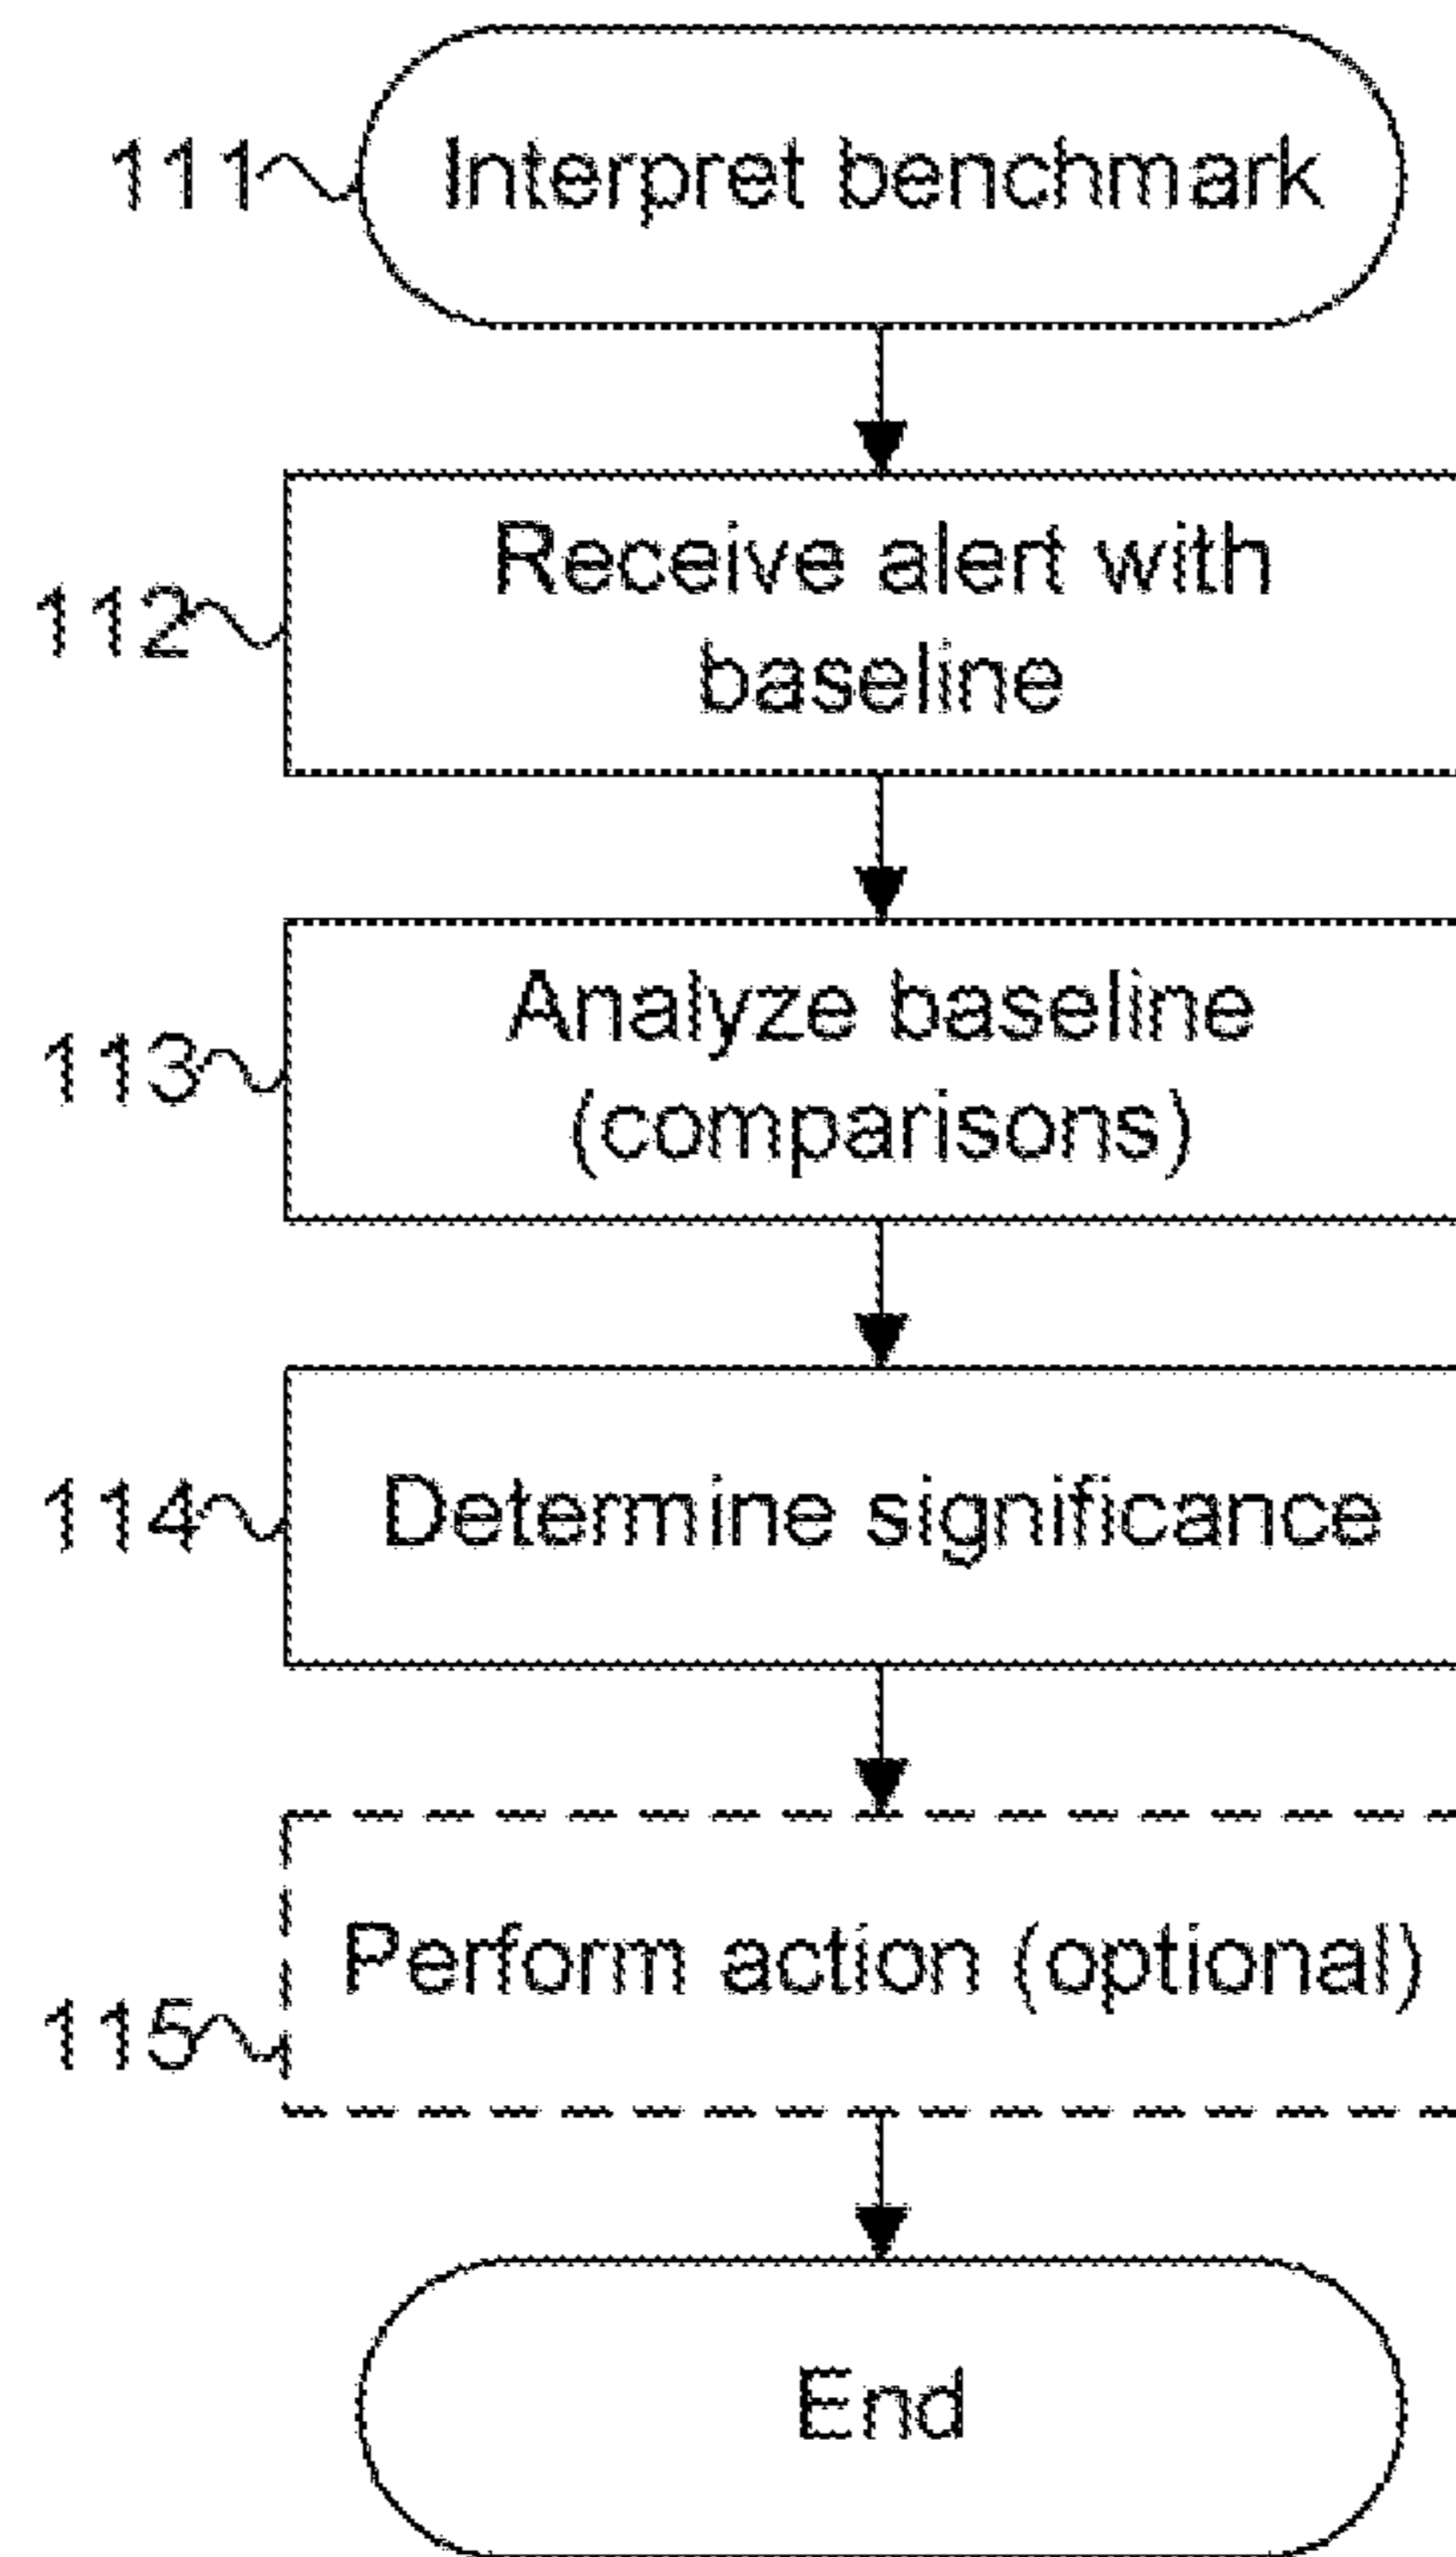 111 Interpret benchmark
Receive alert with
112
baseline
Analyze baseline
113
(comparisons)
114 Determine significance
Perform action (optional)
115
End